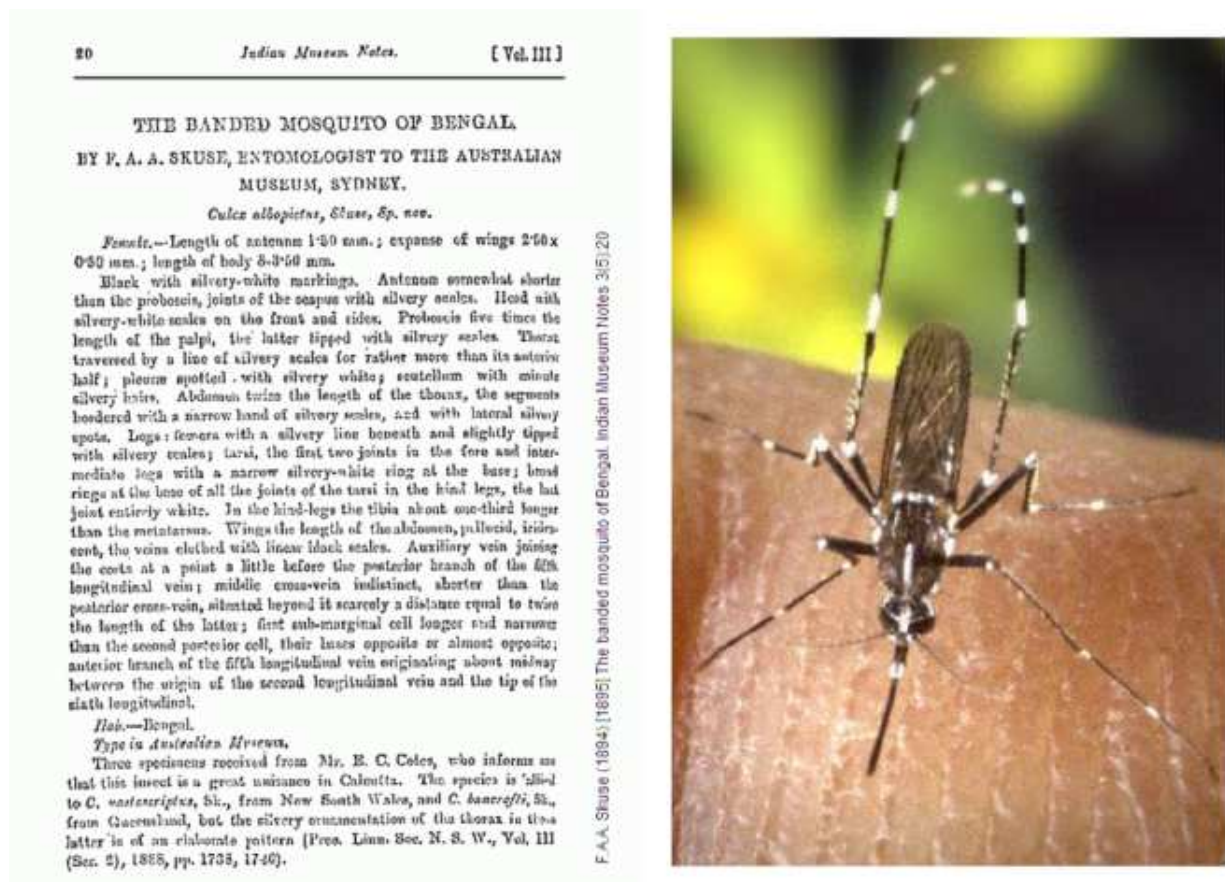 20 Indian Museum Notes. [ Vol. III ]
THE BANDED MOSQUITO OF BENGAL.
BY F. A. A. SKUSE, ENTOMOLOGIST TO THE AUSTRALIAN
MUSEUM, SYDNEY.
Culex albopictus, Skuse, Sp. nov.
Female.—Length of antennæ 1·50 mm.; expanse of wings 2·50 x
0·50 mm.; length of body mm.
Black with silvery-white markings. Antennæ somewhat shorter
than the proboscis, joints of the scapus with silvery scales. Head with
silvery-white scales on the front and sides. Proboscis five times the
length of the palpi, the latter tipped with silvery scales. Thorax
traversed by a line of silvery scales for rather more than its anterior
half; pleuræ spotted with silvery white; scutellum with minute
silvery hairs. Abdomen twice the length of the thorax, the segments
bordered with a narrow band of silvery scales, and with lateral silvery
spots. Legs: femora with a silvery line beneath and slightly tipped
with silvery scales; tarsi, the first two joints in the fore and inter-
mediate legs with a narrow silvery-white ring at the base; broad
rings at the base of all the joints of the tarsi in the hind legs, the last
joint entirely white. In the hind-legs the tibia about one-third longer
than the metatarsus. Wings the length of the abdomen, pellucid, irides-
cent, the veins clothed with linear black scales. Auxiliary vein joining
the costa at a point a little before the posterior branch of the fifth
longitudinal vein; middle cross-vein indistinct, shorter than the
posterior cross-vein, situated beyond it scarcely a distance equal to twice
the length of the latter; first sub-marginal cell longer and narrower
than the second posterior cell, their bases opposite or almost opposite;
anterior branch of the fifth longitudinal vein originating about midway
between the origin of the second longitudinal vein and the tip of the
sixth longitudinal.
Hab.—Bengal.
Type in Australian Museum.
Three specimens received from Mr. E. C. Cotes, who informs me
that this insect is a great nuisance in Calcutta. The species is allied
to C. Sk., from New South Wales, and C. bancrofti, Sk.,
from Queensland, but the silvery ornamentation of the thorax in
latter is of an elaborate pattern (Proc. Linn. Soc. N. S. W., Vol. III
(Ser. 2), 1888, pp. 1738, 1740).
F.A.A. Skuse (1894) [1895] The banded mosquito of Bengal. Indian Museum Notes 3(5):20